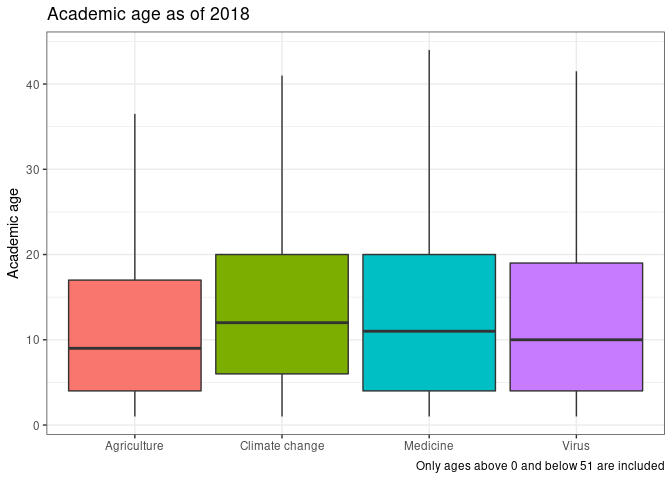 Academic age as of 2018
Academic age
40
30
20
10
0
Agriculture
Climate change
Medicine
Virus
Only ages above 0 and below 51 are included